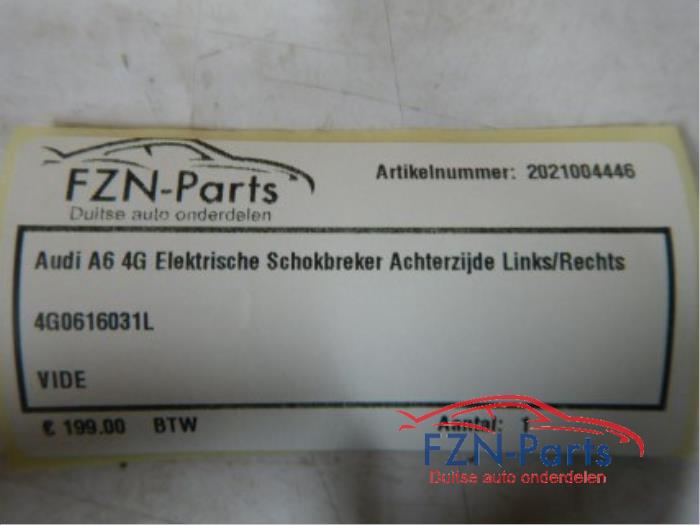 FZN-Parts
Duitse auto onderdelen
Artikelnummer: 2021004446
Audi A6 4G Elektrische Schokbreker Achterzijde Links/Rechts
4G0616031L
VIDE
€ 199.00 BTW Aantal: 1
FZN-Parts
Duitse auto onderdelen